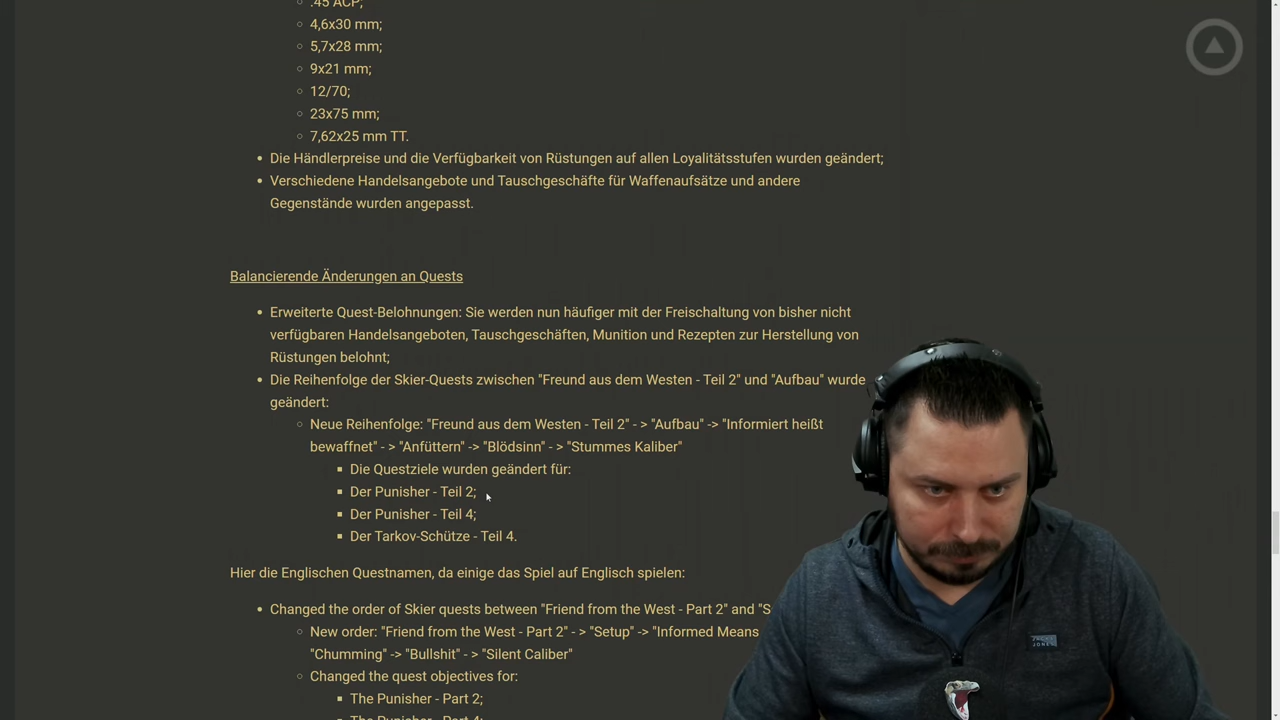 .45 ACP;
4,6x30 mm;
5,7x28 mm;
9x21 mm;
12/70;
23x75 mm;
7,62x25 mm TT.
Die Händlerpreise und die Verfügbarkeit von Rüstungen auf allen Loyalitätsstufen wurden geändert;
Verschiedene Handelsangebote und Tauschgeschäfte für Waffenaufsätze und andere
Gegenstände wurden angepasst.
Balancierende Änderungen an Quests
Erweiterte Quest-Belohnungen: Sie werden nun häufiger mit der Freischaltung von bisher nicht
verfügbaren Handelsangeboten, Tauschgeschäften, Munition und Rezepten zur Herstellung von
Rüstungen belohnt;
Die Reihenfolge der Skier-Quests zwischen "Freund aus dem Westen - Teil 2" und "Aufbau" wurde
geändert:
Neue Reihenfolge: "Freund aus dem Westen - Teil 2" - > "Aufbau" -> "Informiert heißt
bewaffnet" - > "Anfüttern" -> "Blödsinn" - > "Stummes Kaliber"
Die Questziele wurden geändert für:
Der Punisher - Teil 2;
Der Punisher - Teil 4;
Der Tarkov-Schütze - Teil 4.
Hier die Englischen Questnamen, da einige das Spiel auf Englisch spielen:
Changed the order of Skier quests between "Friend from the West - Part 2" and "S
New order: "Friend from the West - Part 2" - > "Setup" -> "Informed Means
"Chumming" -> "Bullshit" - > "Silent Caliber"
Changed the quest objectives for:
The Punisher - Part 2;
The Punisher - Part 4;